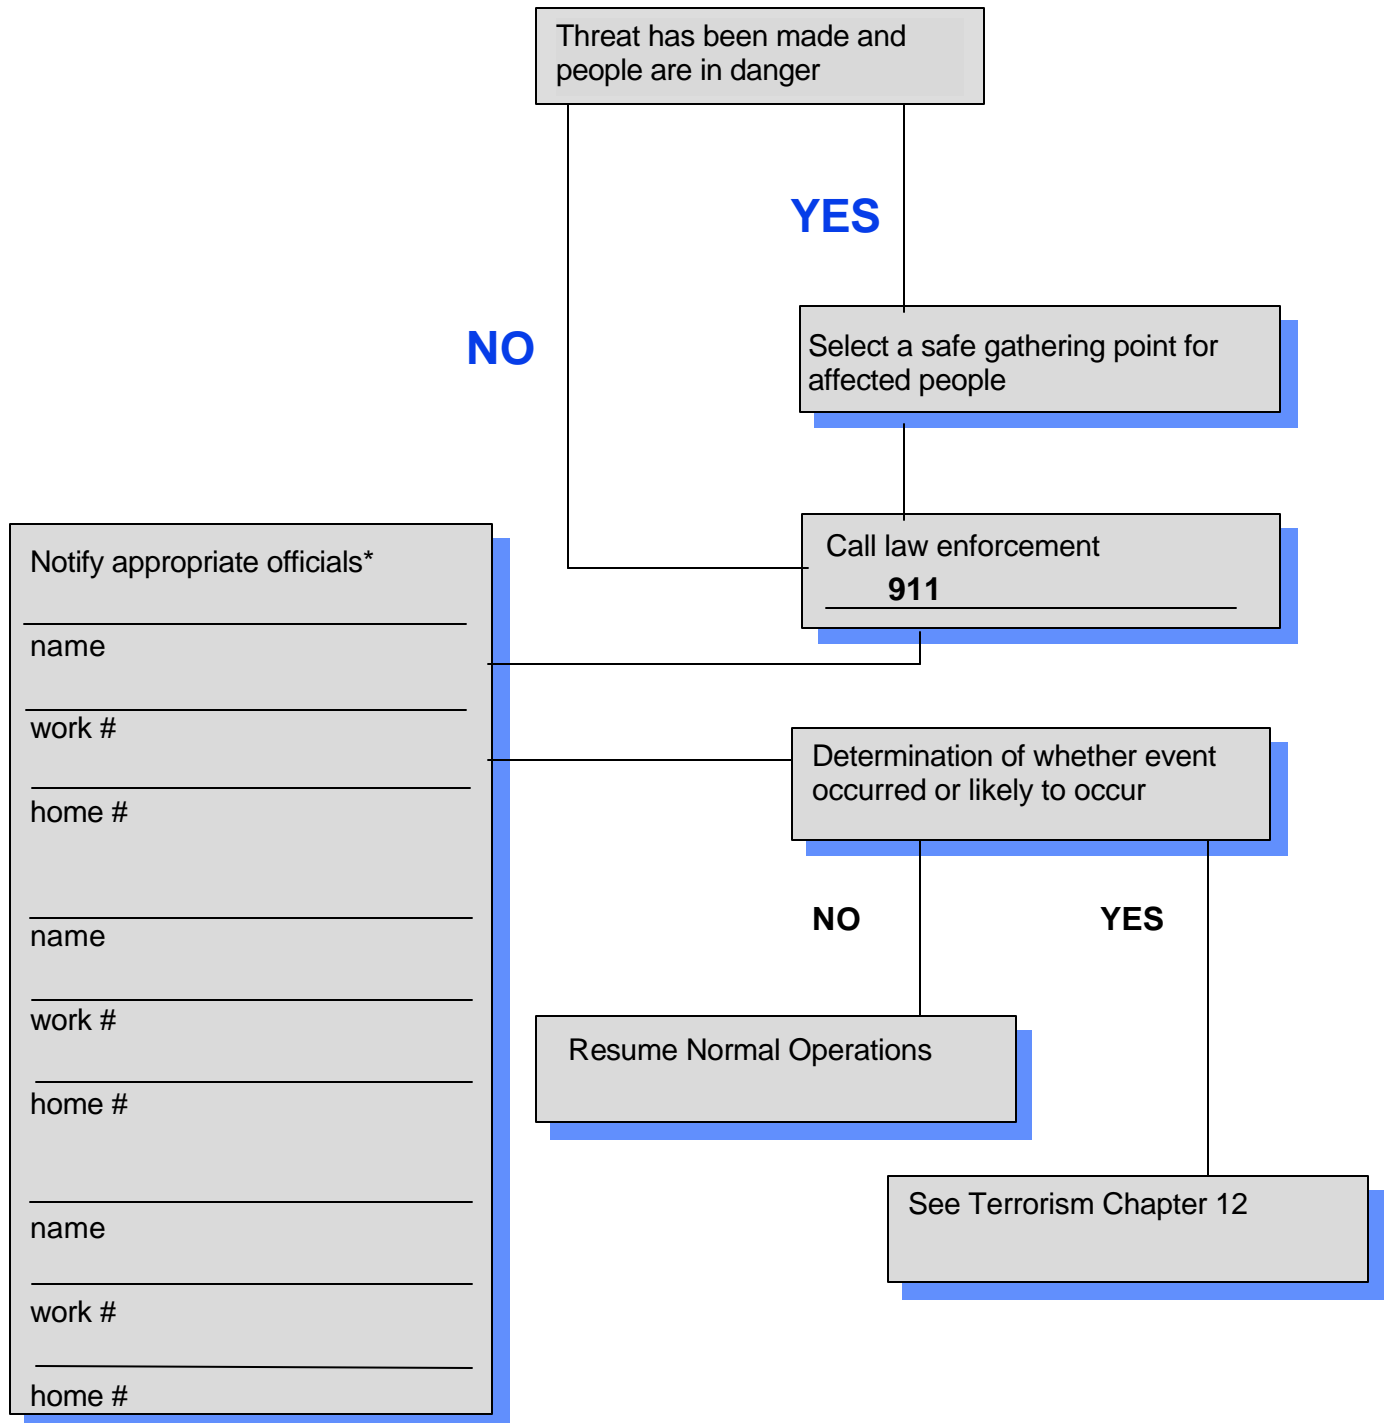 Threat has been made and
people are in danger
YES
NO
Select a safe gathering point for
affected people
Call law enforcement
911
Notify appropriate officials*
name
work #
home #
name
work #
home #
name
work #
home #
Determination of whether event
occurred or likely to occur
NO
YES
Resume Normal Operations
See Terrorism Chapter 12